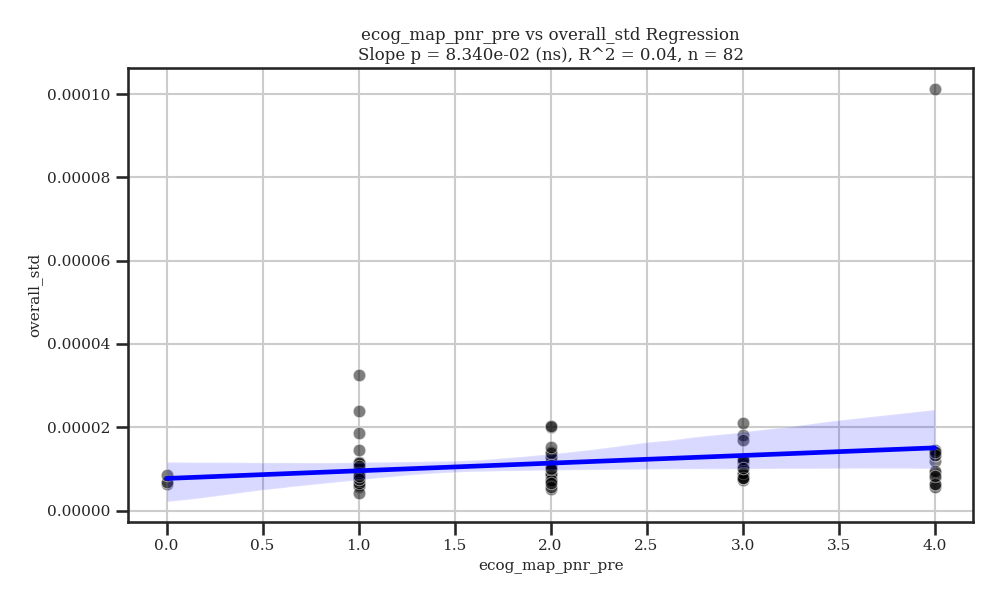 ecog_map_pnr_pre vs overall_std Regression
Slope p = 8.340e-02 (ns), R^2 = 0.04, n = 82
0.00010
0.00008
0.00006
0.00004
0.00002
0.00000
overall_std
0.0 0.5 1.0 1.5 2.0 2.5 3.0 3.5 4.0
ecog_map_pnr_pre